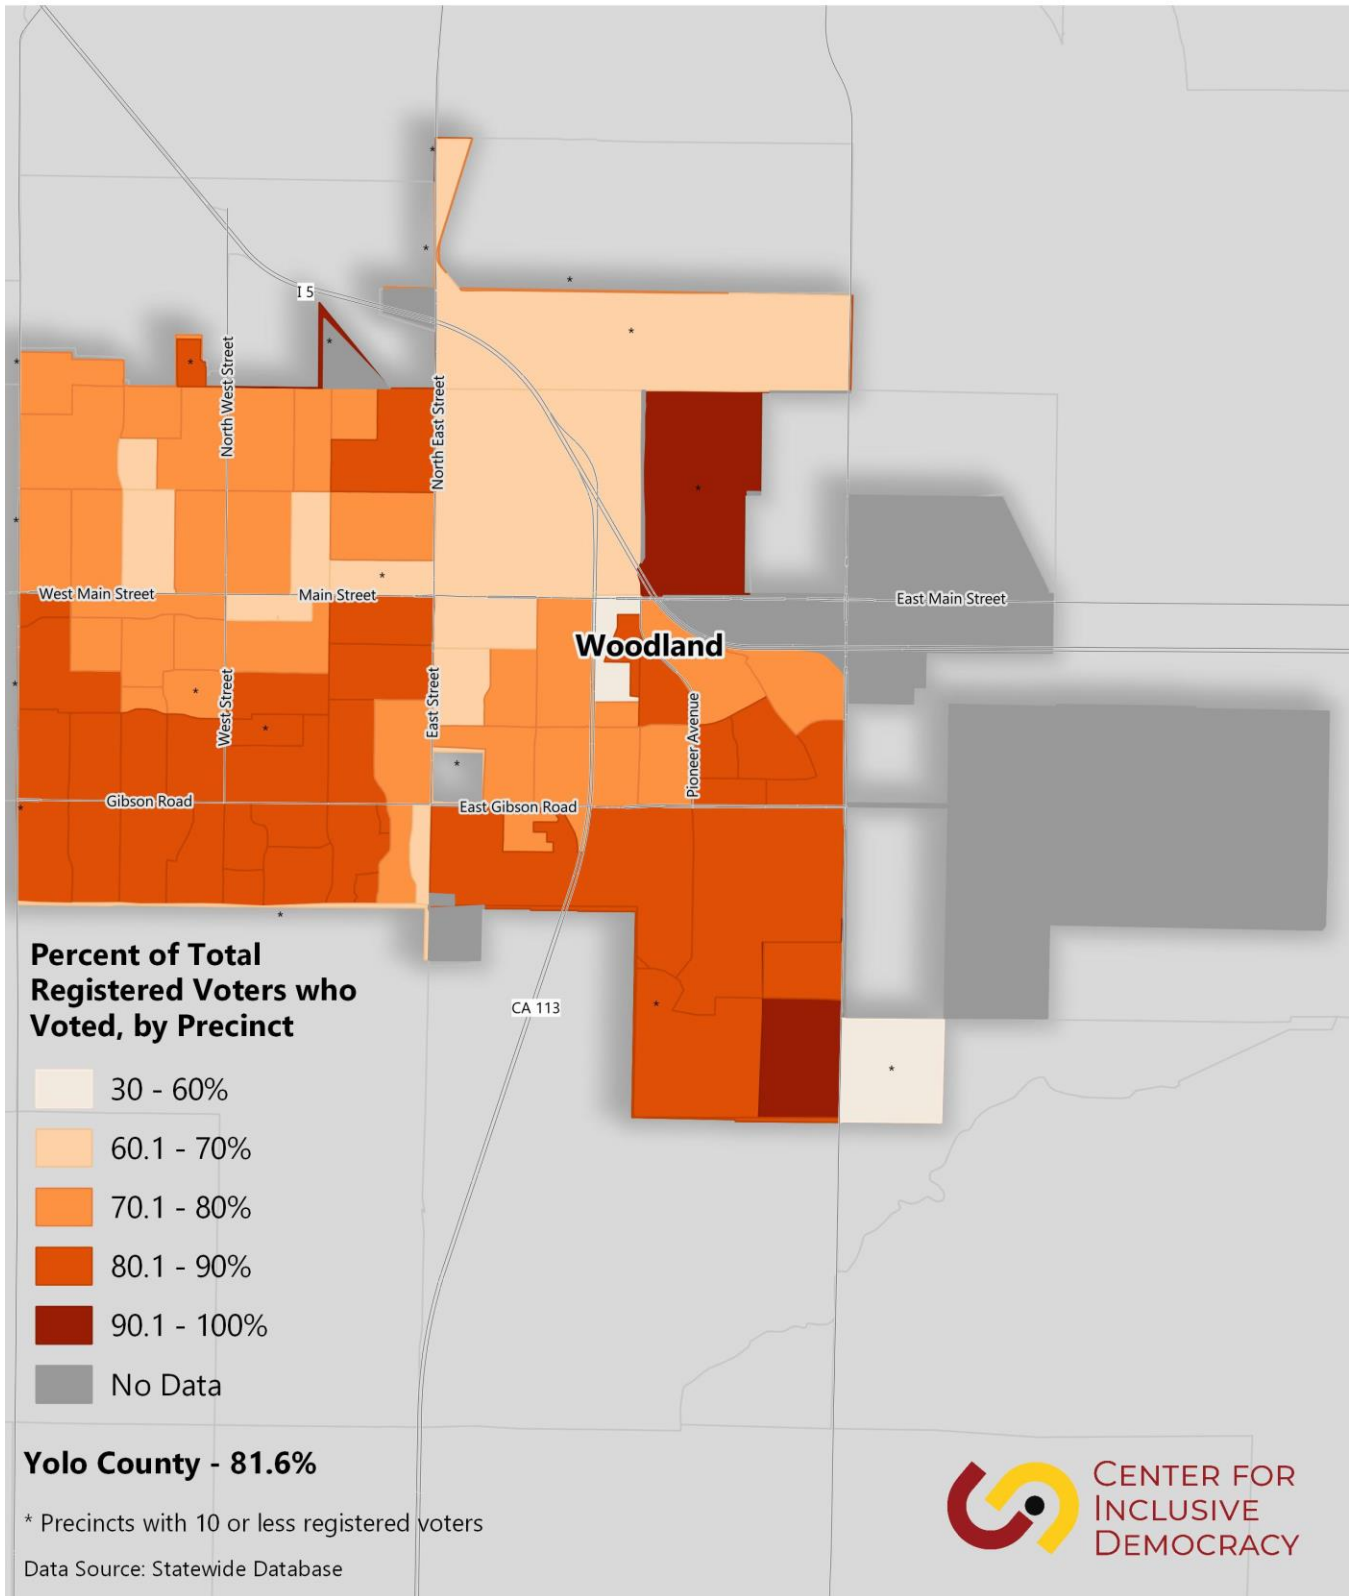 I 5
North West Street
North East Street
West Main Street
Main Street
East Main Street
Woodland
West Street
East Street
Pioneer Avenue
Gibson Road
East Gibson Road
CA 113
Percent of Total
Registered Voters who
Voted, by Precinct
30 - 60%
60.1 - 70%
70.1 - 80%
80.1 - 90%
90.1 - 100%
No Data
Yolo County - 81.6%
* Precincts with 10 or less registered voters
Data Source: Statewide Database
CENTER FOR
INCLUSIVE
DEMOCRACY